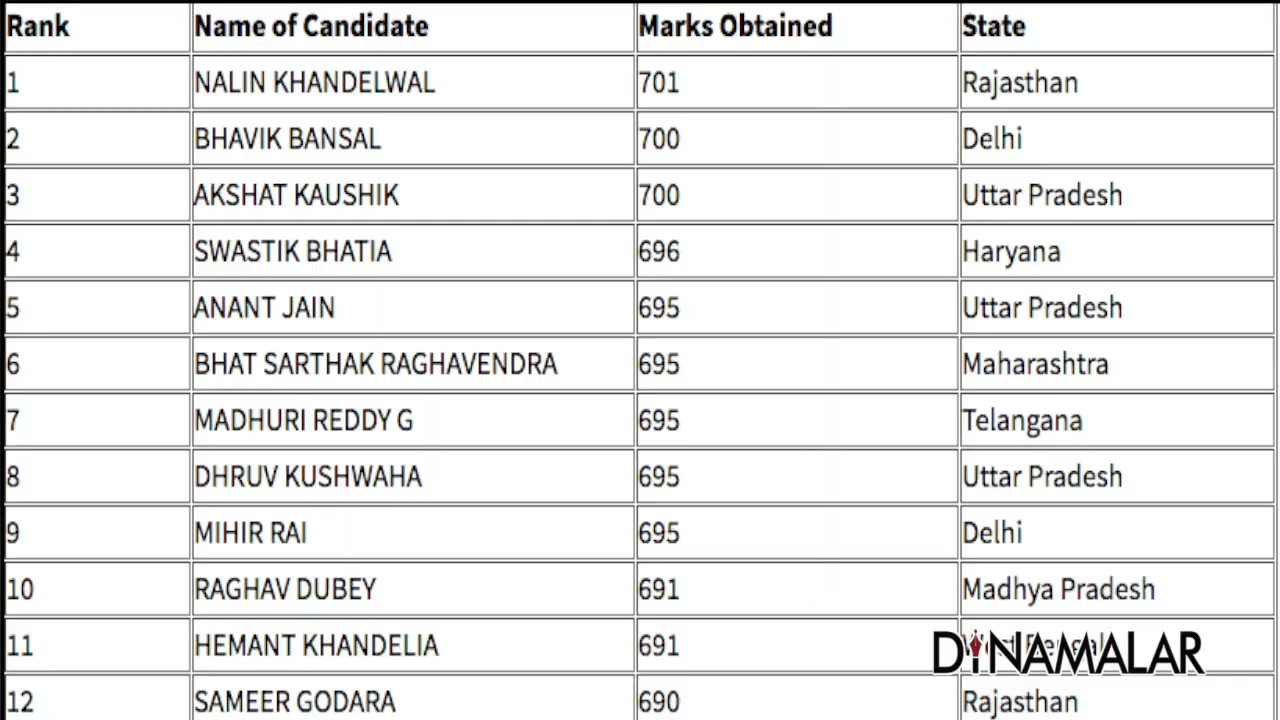 Rank Name of Candidate Marks Obtained State
1 NALIN KHANDELWAL 701 Rajasthan
2 BHAVIK BANSAL 700 Delhi
3 AKSHAT KAUSHIK 700 Uttar Pradesh
4 SWASTIK BHATIA 696 Haryana
5 ANANT JAIN 695 Uttar Pradesh
6 BHAT SARTHAK RAGHAVENDRA 695 Maharashtra
7 MADHURI REDDY G 695 Telangana
8 DHRUV KUSHWAHA 695 Uttar Pradesh
9 MIHIR RAI 695 Delhi
10 RAGHAV DUBEY 691 Madhya Pradesh
11 HEMANT KHANDELIA 691
DINAMALAR
12 SAMEER GODARA 690 Rajasthan